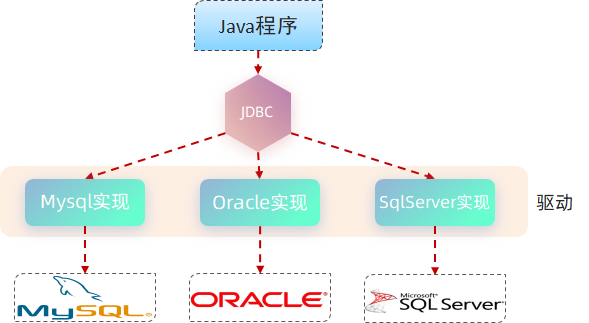 Java程序
JDBC
Mysql实现
Oracle实现
SqlServer实现
驱动
MySQL®
ORACLE®
Microsoft®
SQL Server®